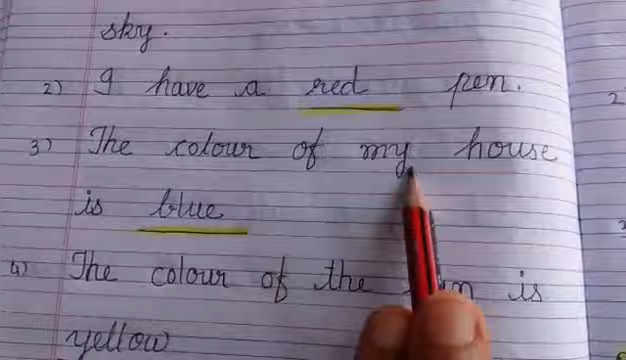 sky.
2) I have a red pen.
3) The colour of my house
is blue
4) The colour of the is
yellow